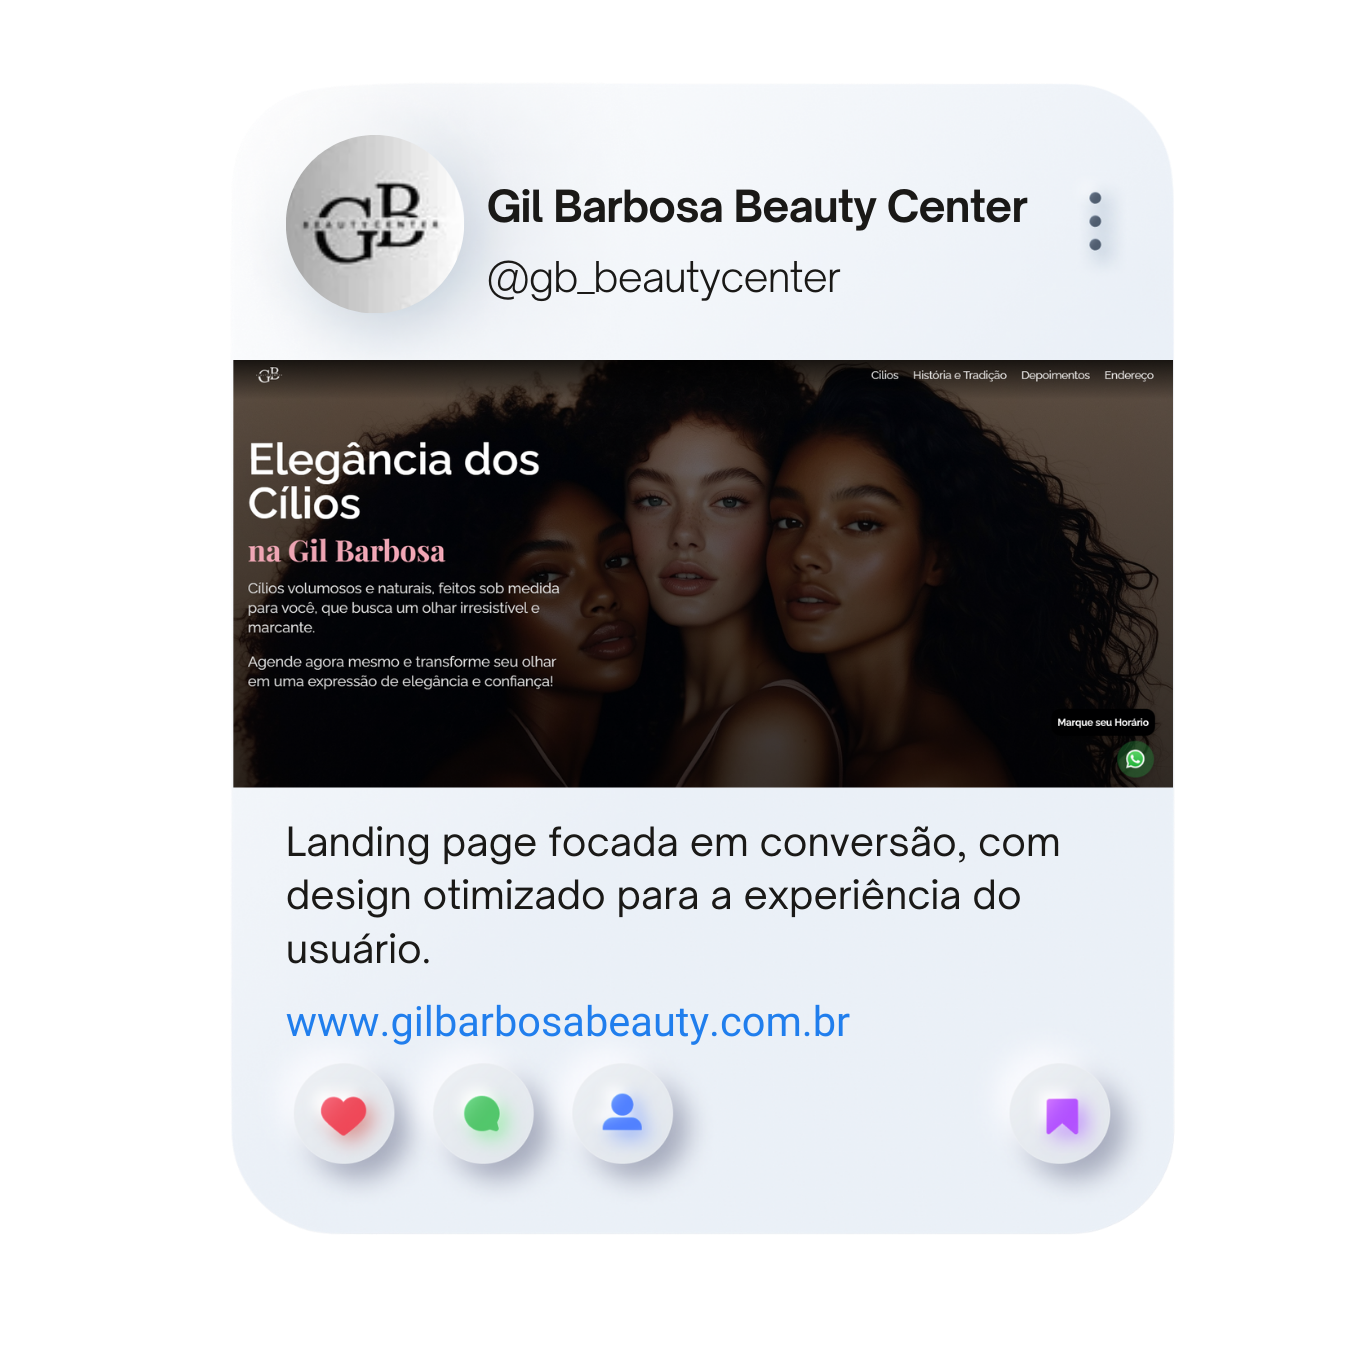 GB
BEAUTYCENTER
Gil Barbosa Beauty Center
@gb_beautycenter
GB
Cílios História e Tradição Depoimentos Endereço
Elegância dos
Cílios
na Gil Barbosa
Cílios volumosos e naturais, feitos sob medida
para você, que busca um olhar irresistível e
marcante.
Agende agora mesmo e transforme seu olhar
em uma expressão de elegância e confiança!
Marque seu Horário
Landing page focada em conversão, com
design otimizado para a experiência do
usuário.
www.gilbarbosabeauty.com.br